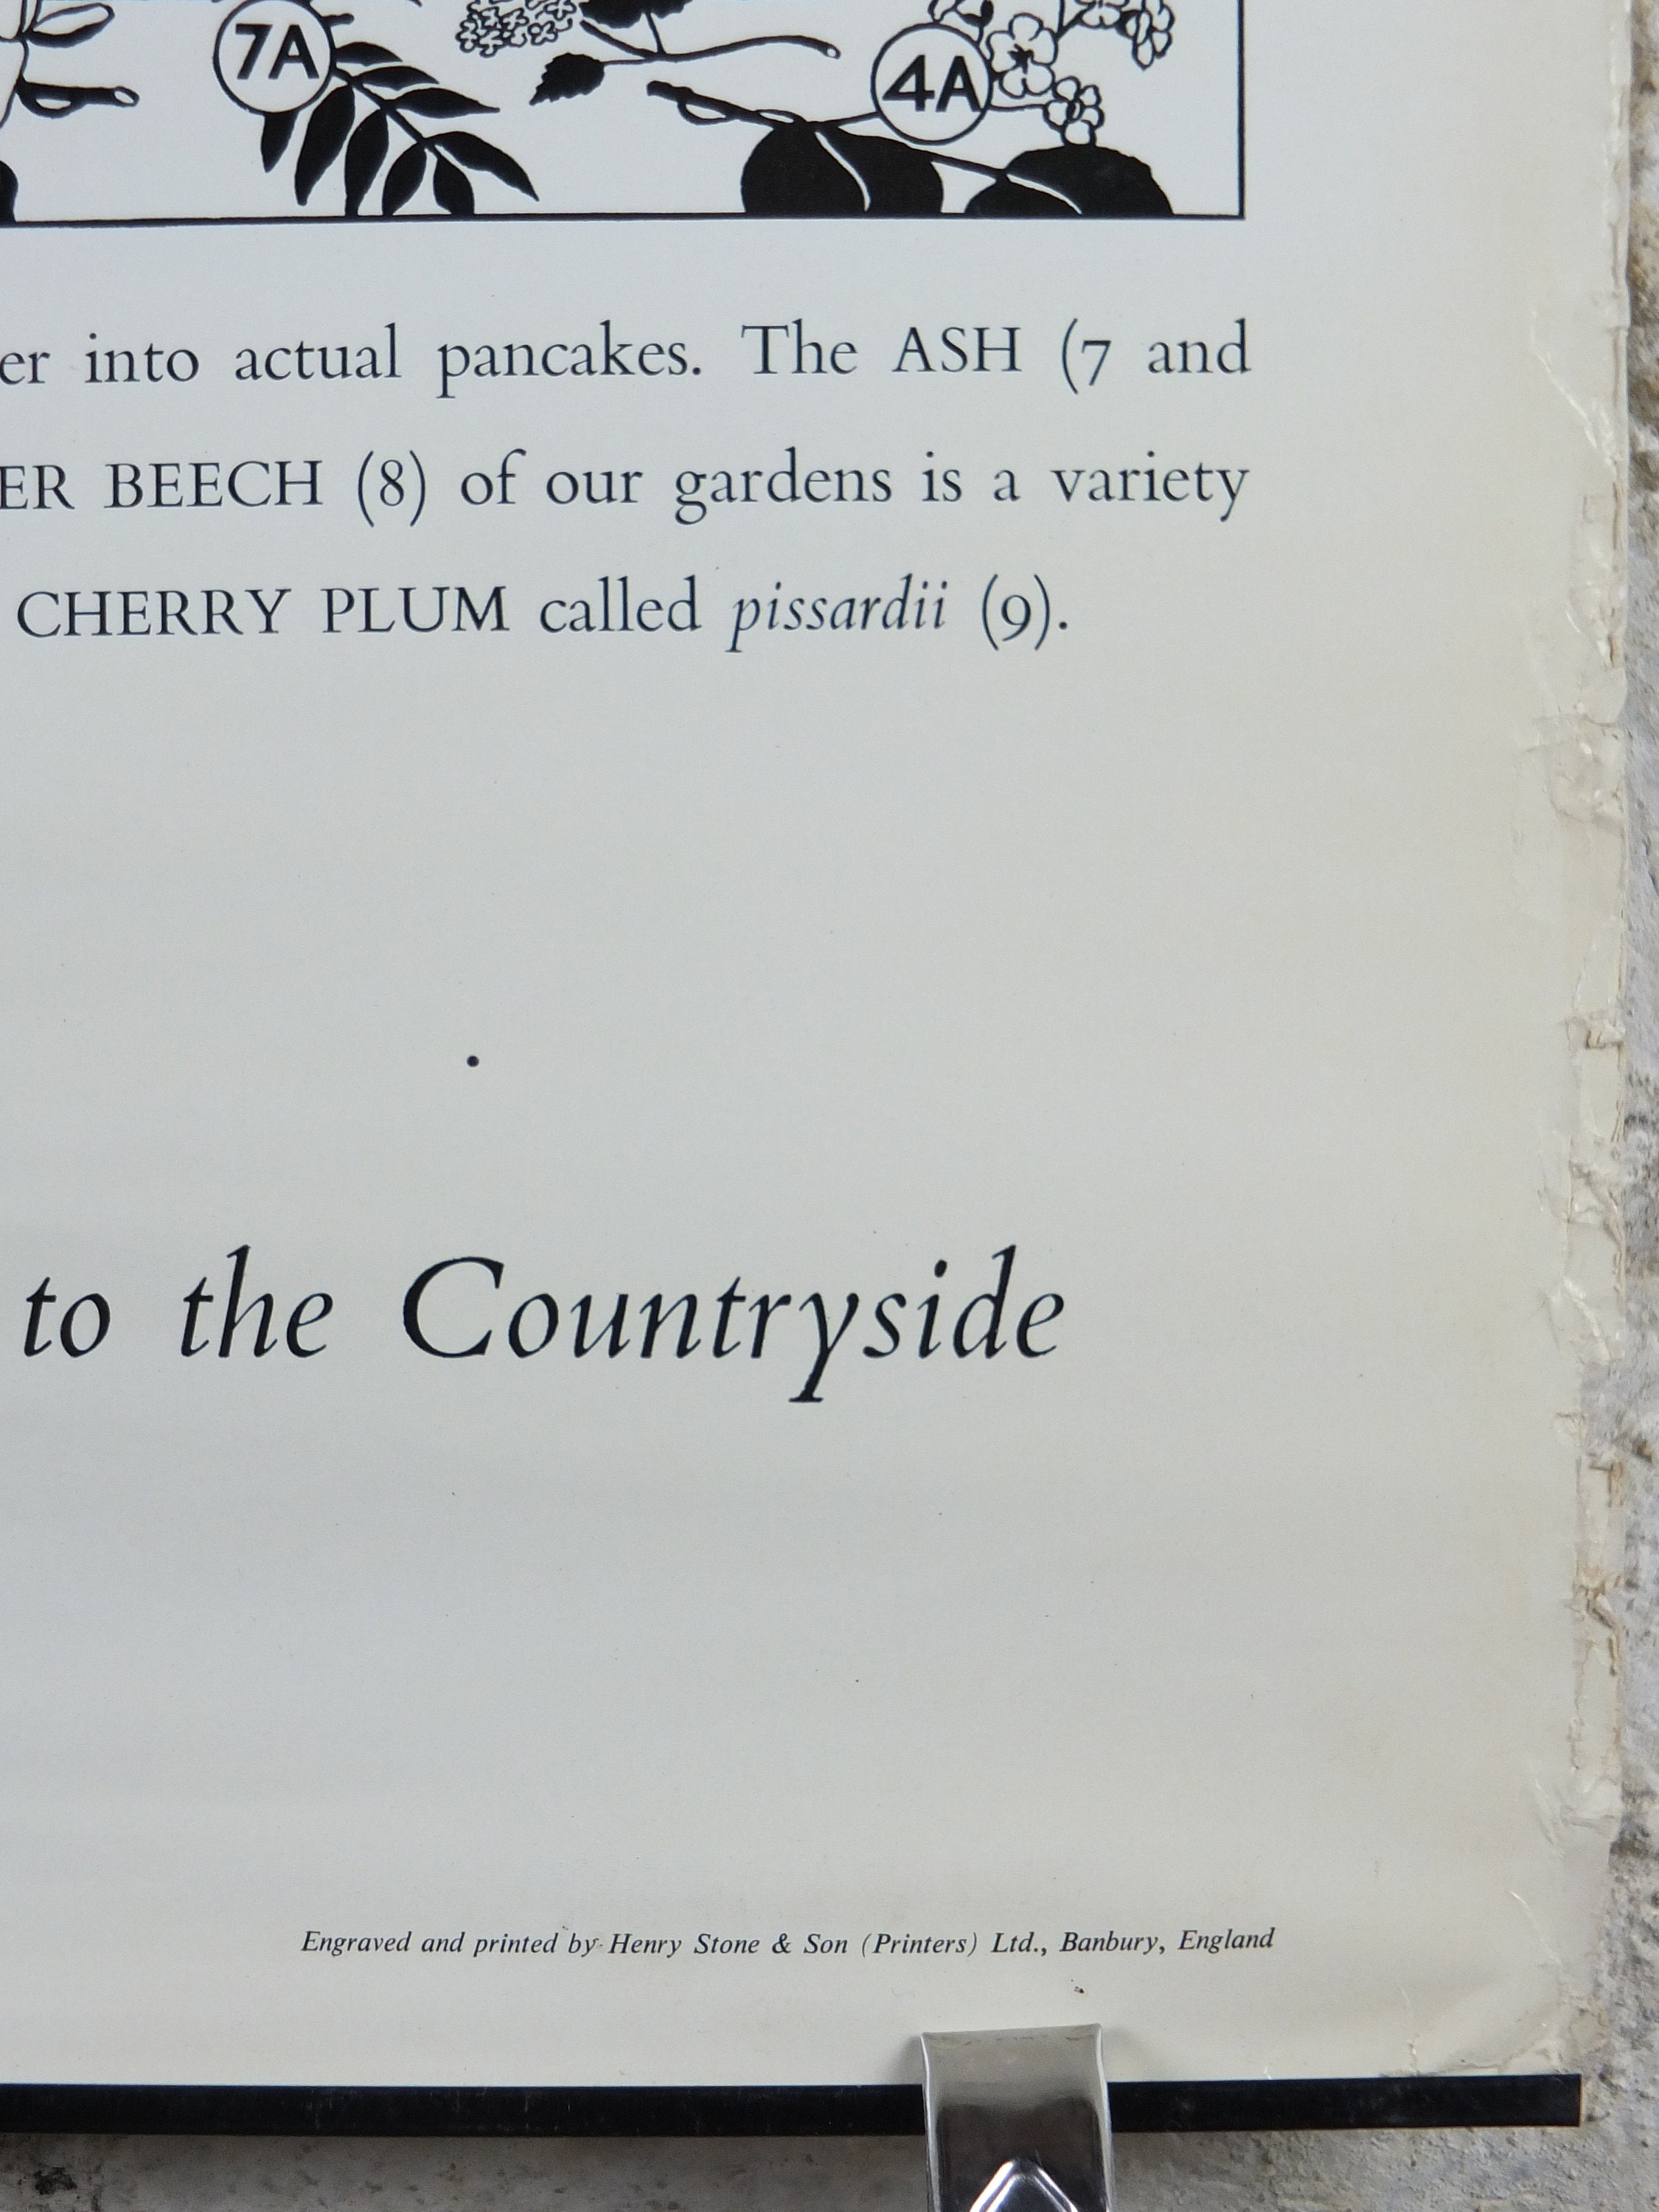 7A
4A
er into actual pancakes. The ASH (7 and
ER BEECH (8) of our gardens is a variety
CHERRY PLUM called pissardii (9).
to the Countryside
Engraved and printed by Henry Stone & Son (Printers) Ltd., Banbury, England